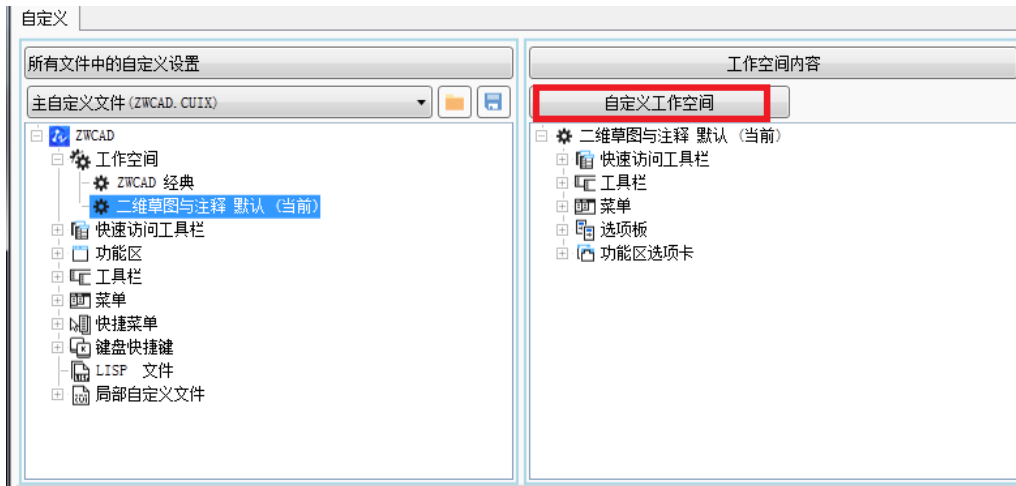 自定义
所有文件中的自定义设置
主自定义文件(ZWCAD.CUIX)
ZWCAD
工作空间
ZWCAD 经典
二维草图与注释 默认 (当前)
快速访问工具栏
功能区
工具栏
菜单
快捷菜单
键盘快捷键
LISP 文件
局部自定义文件
工作空间内容
自定义工作空间
二维草图与注释 默认 (当前)
快速访问工具栏
工具栏
菜单
选项板
功能区选项卡